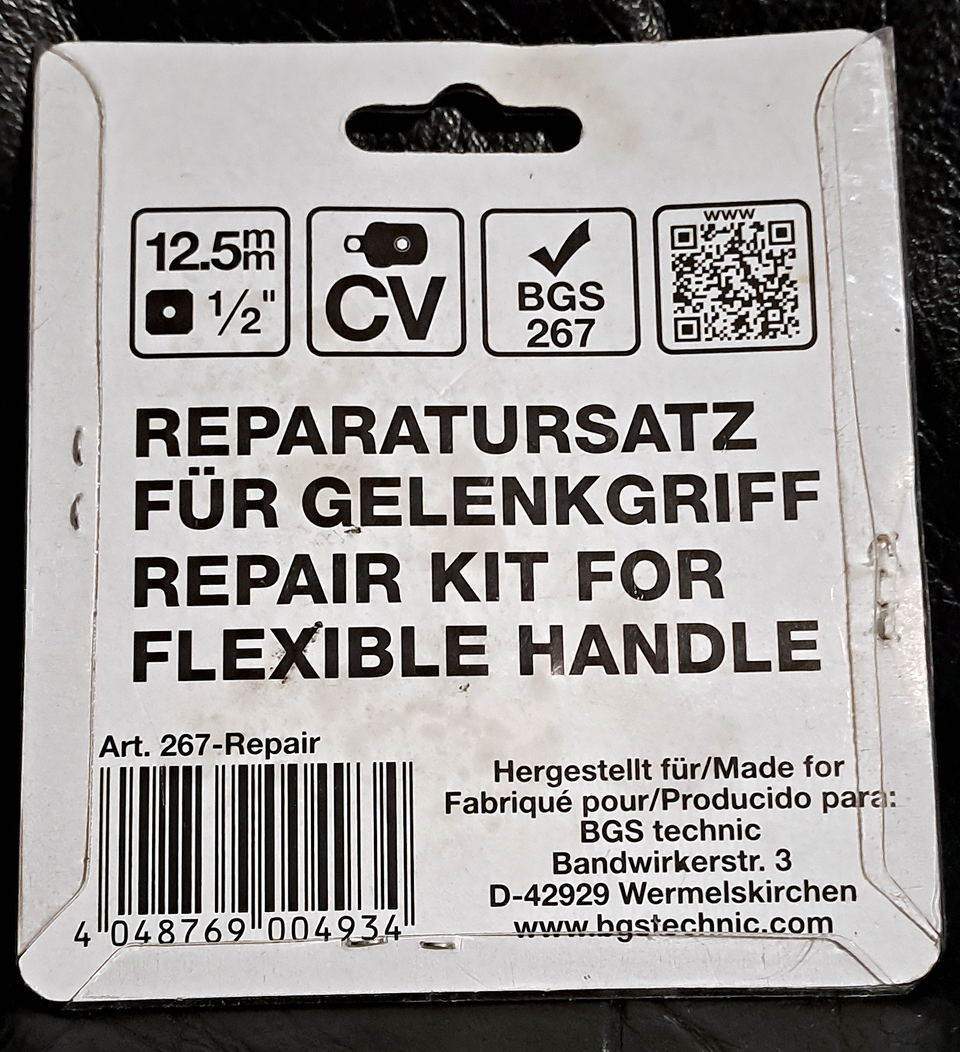 12.5mm
1/2"
CV
BGS
267
www
REPARATURSATZ
FÜR GELENKGRIFF
REPAIR KIT FOR
FLEXIBLE HANDLE
Art. 267-Repair
4 048769 004934
Hergestellt für/Made for
Fabriqué pour/Producido para:
BGS technic
Bandwirkerstr. 3
D-42929 Wermelskirchen
www.bgstechnic.com